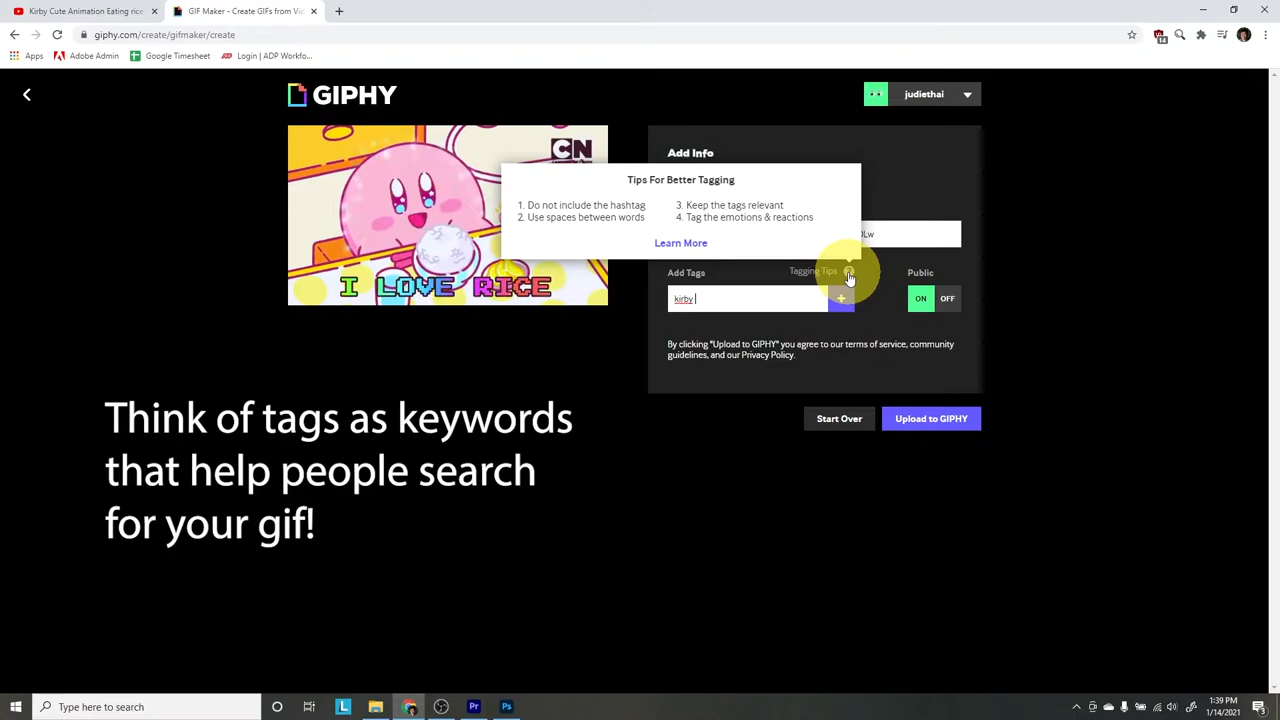 Kirby Cute Animation Eating rice
GIF Maker - Create GIFs from Vi
giphy.com/create/gifmaker/create
14
Apps
Adobe Admin
Google Timesheet
Login | ADP Workfo...
GIPHY
judiethai
CN
I LOVE RICE
Add Info
Tips For Better Tagging
1. Do not include the hashtag
2. Use spaces between words
3. Keep the tags relevant
4. Tag the emotions & reactions
Learn More
Add Tags
Tagging Tips
Public
kirby
ON
OFF
By clicking "Upload to GIPHY" you agree to our terms of service, community
guidelines, and our Privacy Policy.
Start Over
Upload to GIPHY
Think of tags as keywords
that help people search
for your gif!
Type here to search
L
Pr
Ps
1:39 PM
1/14/2021
3